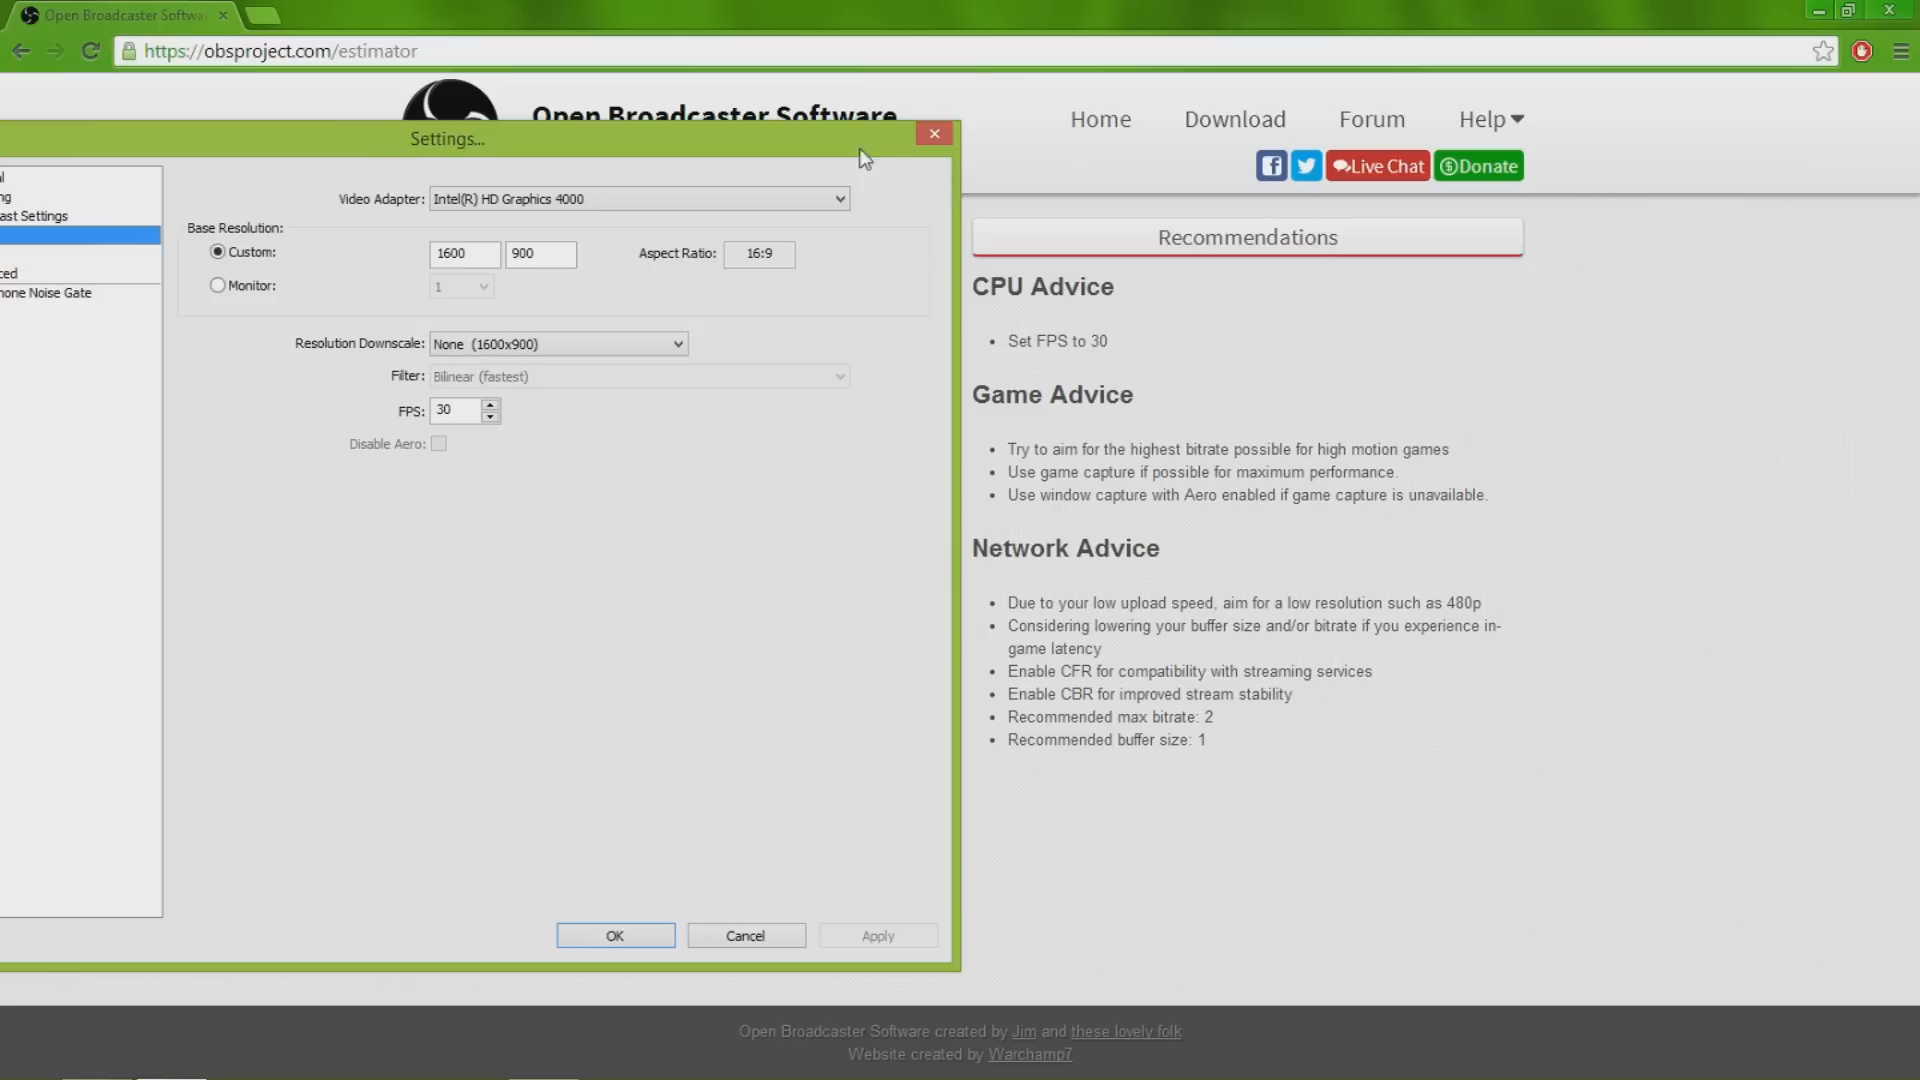 Open Broadcaster Softwa
https://obsproject.com/estimator
Open Broadcaster Software
Home
Download
Forum
Help
Live Chat
Donate
Settings...
ast Settings
hone Noise Gate
Video Adapter:
Intel(R) HD Graphics 4000
Base Resolution:
Custom:
1600
900
Aspect Ratio:
16:9
Monitor:
1
Resolution Downscale:
None (1600x900)
Filter:
Bilinear (fastest)
FPS:
30
Disable Aero:
OK
Cancel
Apply
Recommendations
CPU Advice
Set FPS to 30
Game Advice
Try to aim for the highest bitrate possible for high motion games
Use game capture if possible for maximum performance.
Use window capture with Aero enabled if game capture is unavailable.
Network Advice
Due to your low upload speed, aim for a low resolution such as 480p
Considering lowering your buffer size and/or bitrate if you experience in-
game latency
Enable CFR for compatibility with streaming services
Enable CBR for improved stream stability
Recommended max bitrate: 2
Recommended buffer size: 1
Open Broadcaster Software created by Jim and these lovely folk
Website created by Warchamp7